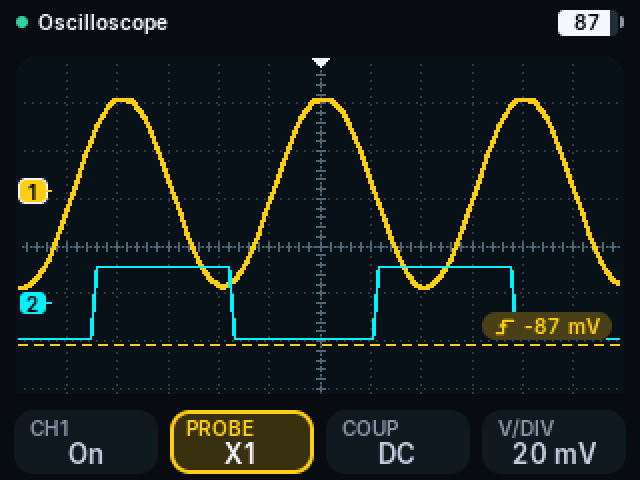 Oscilloscope
87
1
2
-87 mV
CH1
On
PROBE
X1
COUP
DC
V/DIV
20 mV